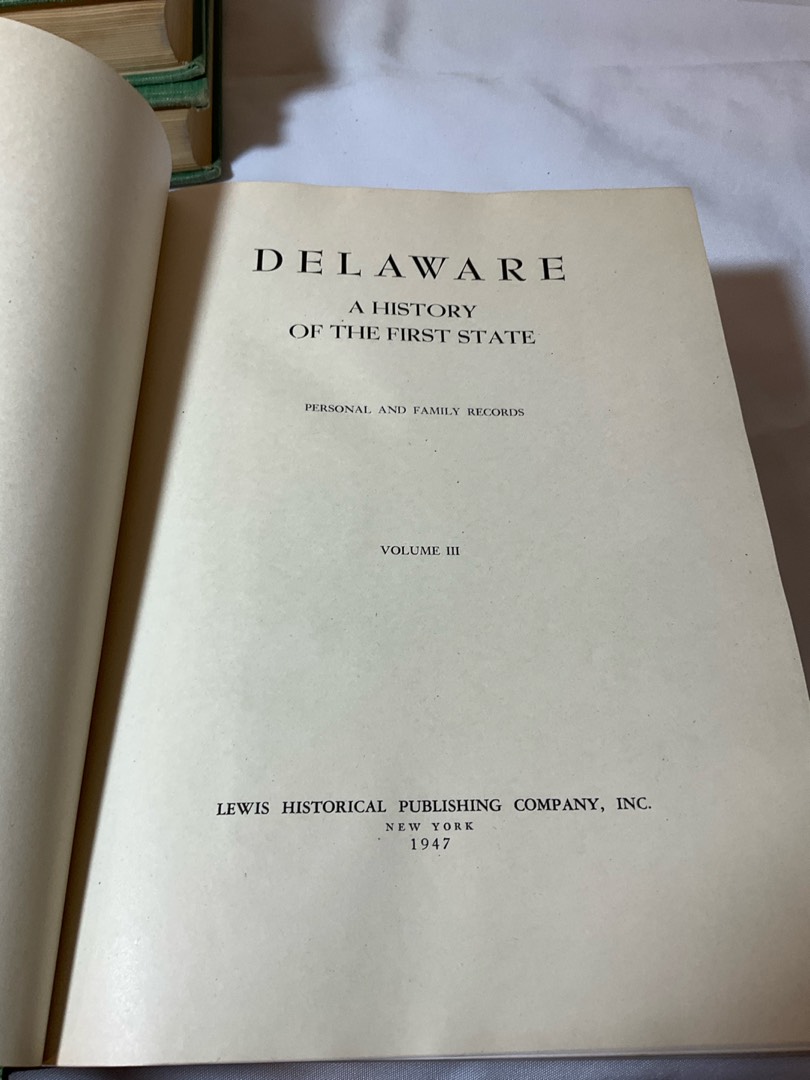 DELAWARE
A HISTORY
OF THE FIRST STATE
PERSONAL AND FAMILY RECORDS
VOLUME III
LEWIS HISTORICAL PUBLISHING COMPANY, INC.
NEW YORK
1947